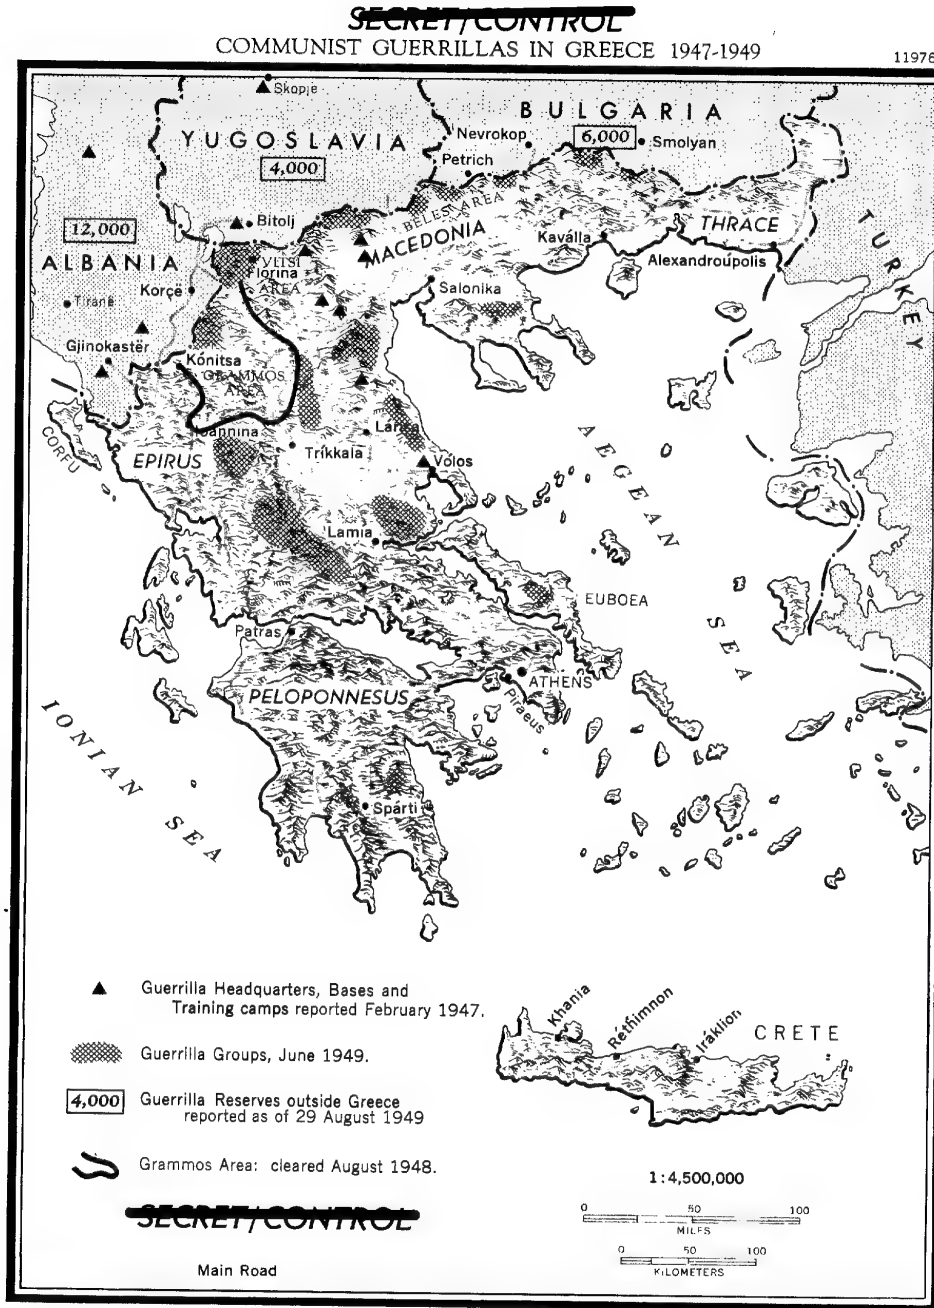 SECRET/CONTROL
COMMUNIST GUERRILLAS IN GREECE 1947-1949
11976
Skopje
BULGARIA
YUGOSLAVIA
Nevrokop
6,000
Smolyan
4,000
Petrich
12,000
Bitolj
BELES AREA
THRACE
TURKEY
MACEDONIA
Kaválla
ALBANIA
VITSI
Florina
AREA
Alexandroúpolis
Korçë
Salonika
Tiranë
Gjinokastër
Kónitsa
GRAMMOS
AREA
CORFU
Ioannina
Larisa
EPIRUS
Tríkkala
Volos
AEGEAN SEA
Lamia
EUBOEA
Patras
ATHENS
Piraeus
PELOPONNESUS
IONIAN SEA
Spárti
Guerrilla Headquarters, Bases and
Training camps reported February 1947.
Khania
Réthimnon
Iráklion
CRETE
Guerrilla Groups, June 1949.
4,000
Guerrilla Reserves outside Greece
reported as of 29 August 1949
Grammos Area: cleared August 1948.
1:4,500,000
SECRET/CONTROL
0 50 100
MILES
0 50 100
KILOMETERS
Main Road